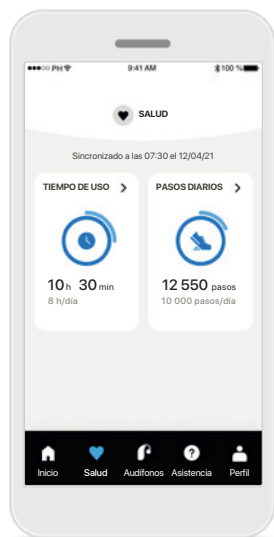 ●●●○○ PH 9:41 AM 100 %
SALUD
Sincronizado a las 07:30 el 12/04/21
TIEMPO DE USO > PASOS DIARIOS >
10 h 30 min 12 550 pasos
8 h/día 10 000 pasos/día
Inicio Salud Audífonos Asistencia Perfil